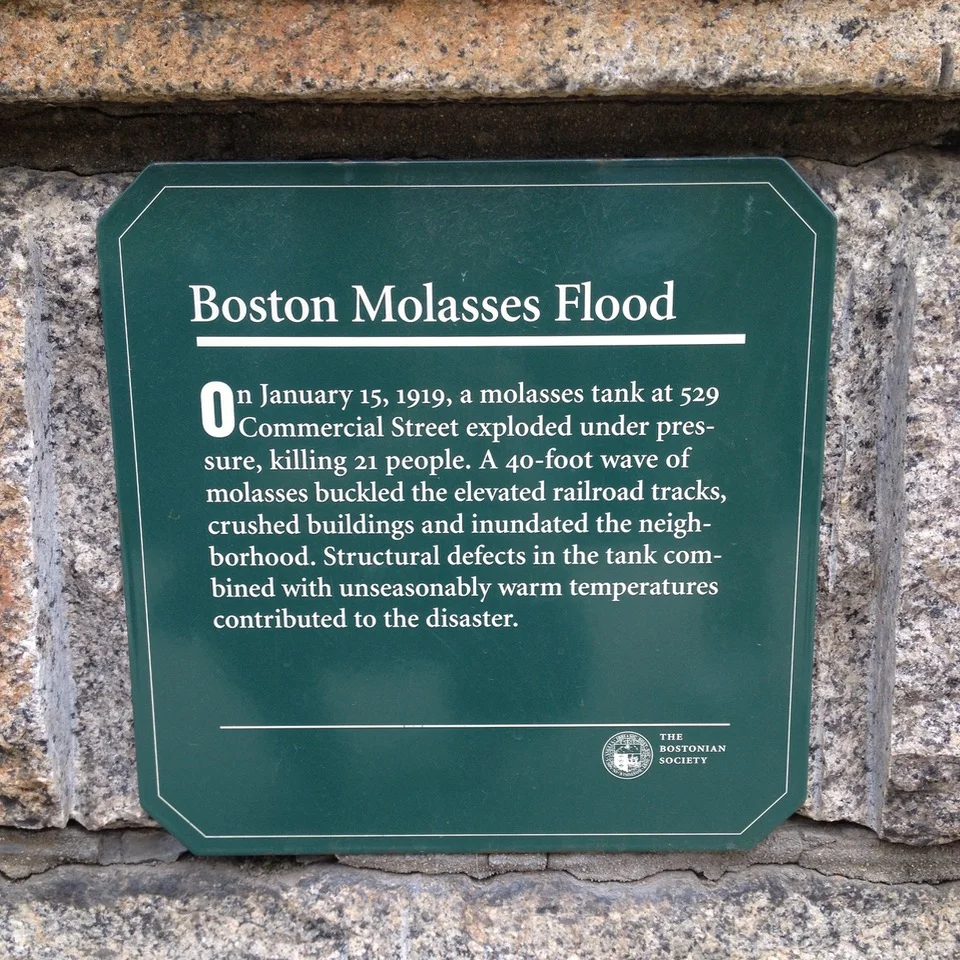 Boston Molasses Flood
On January 15, 1919, a molasses tank at 529
Commercial Street exploded under pres-
sure, killing 21 people. A 40-foot wave of
molasses buckled the elevated railroad tracks,
crushed buildings and inundated the neigh-
borhood. Structural defects in the tank com-
bined with unseasonably warm temperatures
contributed to the disaster.
THE
BOSTONIAN
SOCIETY